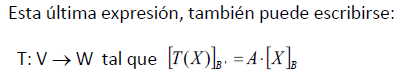 Esta última expresión, también puede escribirse:
T: V → W tal que [T(X)]B' = A·[X]B